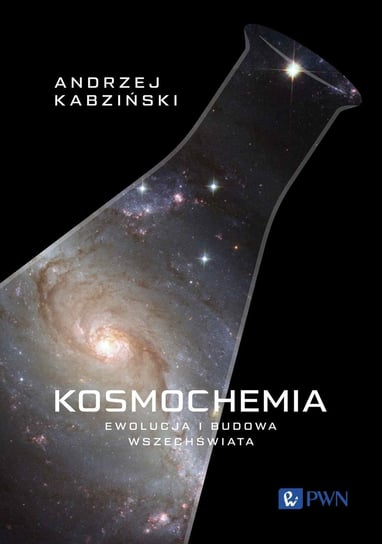 ANDRZEJ
KABZIŃSKI
KOSMOCHEMIA
EWOLUCJA I BUDOWA
WSZECHŚWIATA
PWN